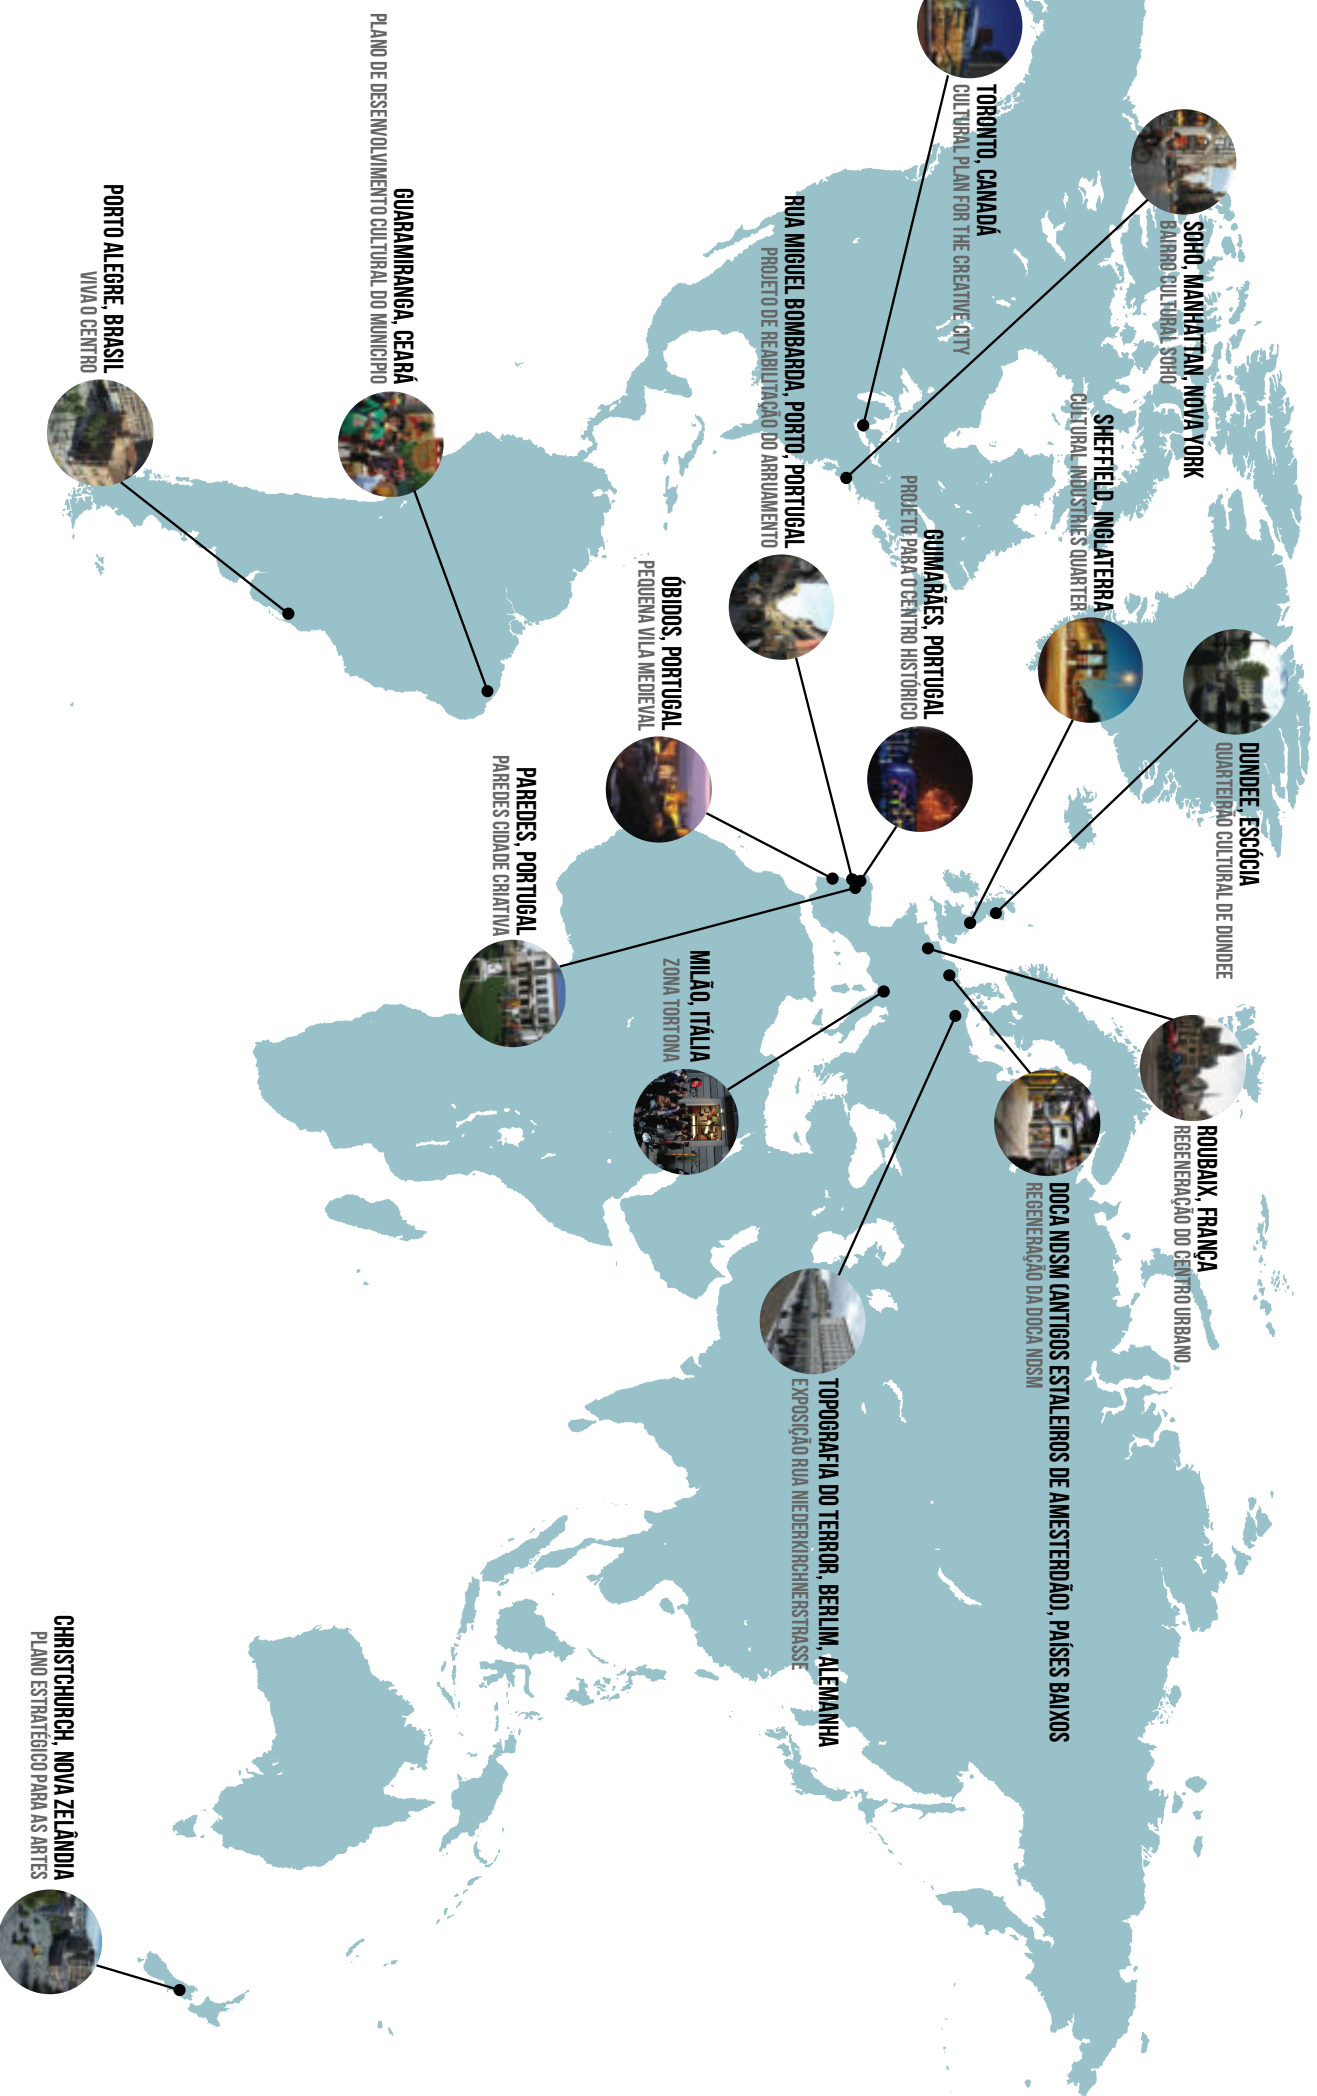 TORONTO, CANADÁ
CULTURAL PLAN FOR THE CREATIVE CITY
SOHO, MANHATTAN, NOVA YORK
BAIRRO CULTURAL SOHO
SHEFFIELD, INGLATERRA
CULTURAL INDUSTRIES QUARTER
DUNDEE, ESCÓCIA
QUARTEIRÃO CULTURAL DE DUNDEE
ROUBAIX, FRANÇA
REGENERAÇÃO DO CENTRO URBANO
DOCA NDSM (ANTIGOS ESTALEIROS DE AMESTERDÃO), PAÍSES BAIXOS
REGENERAÇÃO DA DOCA NDSM
GUIMARÃES, PORTUGAL
PROJETO PARA O CENTRO HISTÓRICO
RUA MIGUEL BOMBARDA, PORTO, PORTUGAL
PROJETO DE REABILITAÇÃO DO ARRUAMENTO
TOPOGRAFIA DO TERROR, BERLIM, ALEMANHA
EXPOSIÇÃO RUA NIEDERKIRCHNERSTRASSE
ÓBIDOS, PORTUGAL
PEQUENA VILA MEDIEVAL
MILÃO, ITÁLIA
ZONA TORTONA
PAREDES, PORTUGAL
PAREDES CIDADE CRIATIVA
GUARAMIRANGA, CEARÁ
PLANO DE DESENVOLVIMENTO CULTURAL DO MUNICIPIO
PORTO ALEGRE, BRASIL
VIVA O CENTRO
CHRISTCHURCH, NOVA ZELÂNDIA
PLANO ESTRATÉGICO PARA AS ARTES